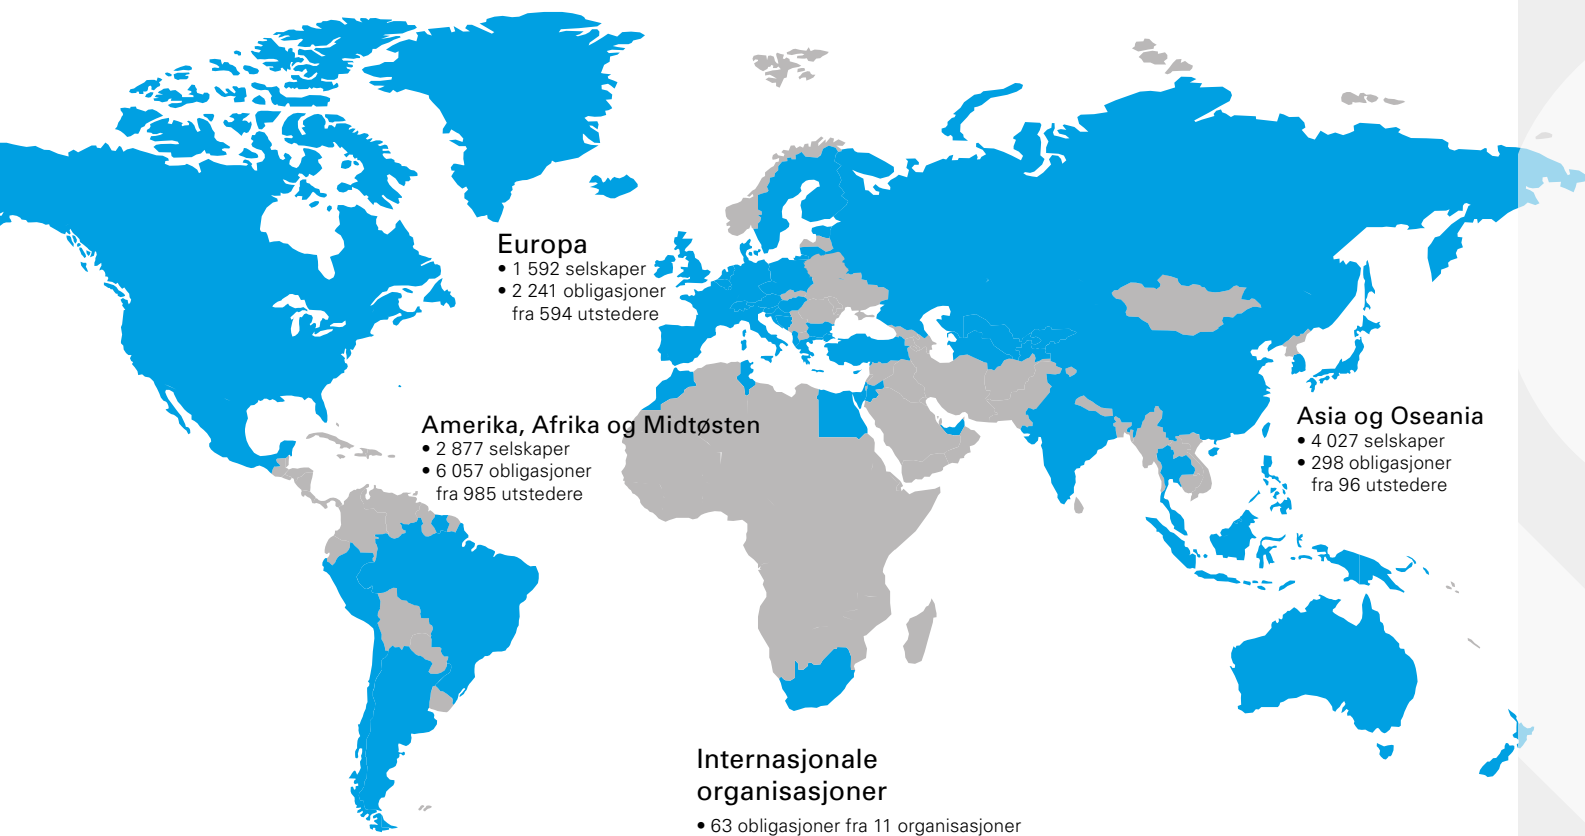 Europa
• 1 592 selskaper
• 2 241 obligasjoner
fra 594 utstedere
Amerika, Afrika og Midtøsten
• 2 877 selskaper
• 6 057 obligasjoner
fra 985 utstedere
Asia og Oseania
• 4 027 selskaper
• 298 obligasjoner
fra 96 utstedere
Internasjonale
organisasjoner
• 63 obligasjoner fra 11 organisasjoner